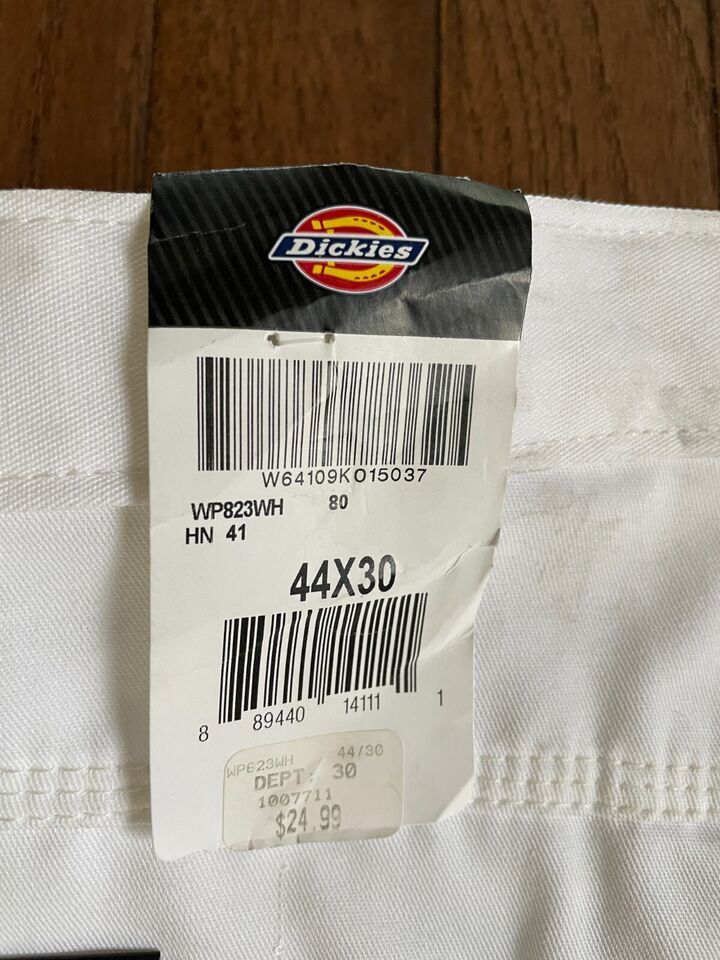 Dickies
W64109K015037
WP823WH 80
HN 41
44X30
8 89440 14111 1
WP823WH 44/30
DEPT: 30
1007711
$24.99